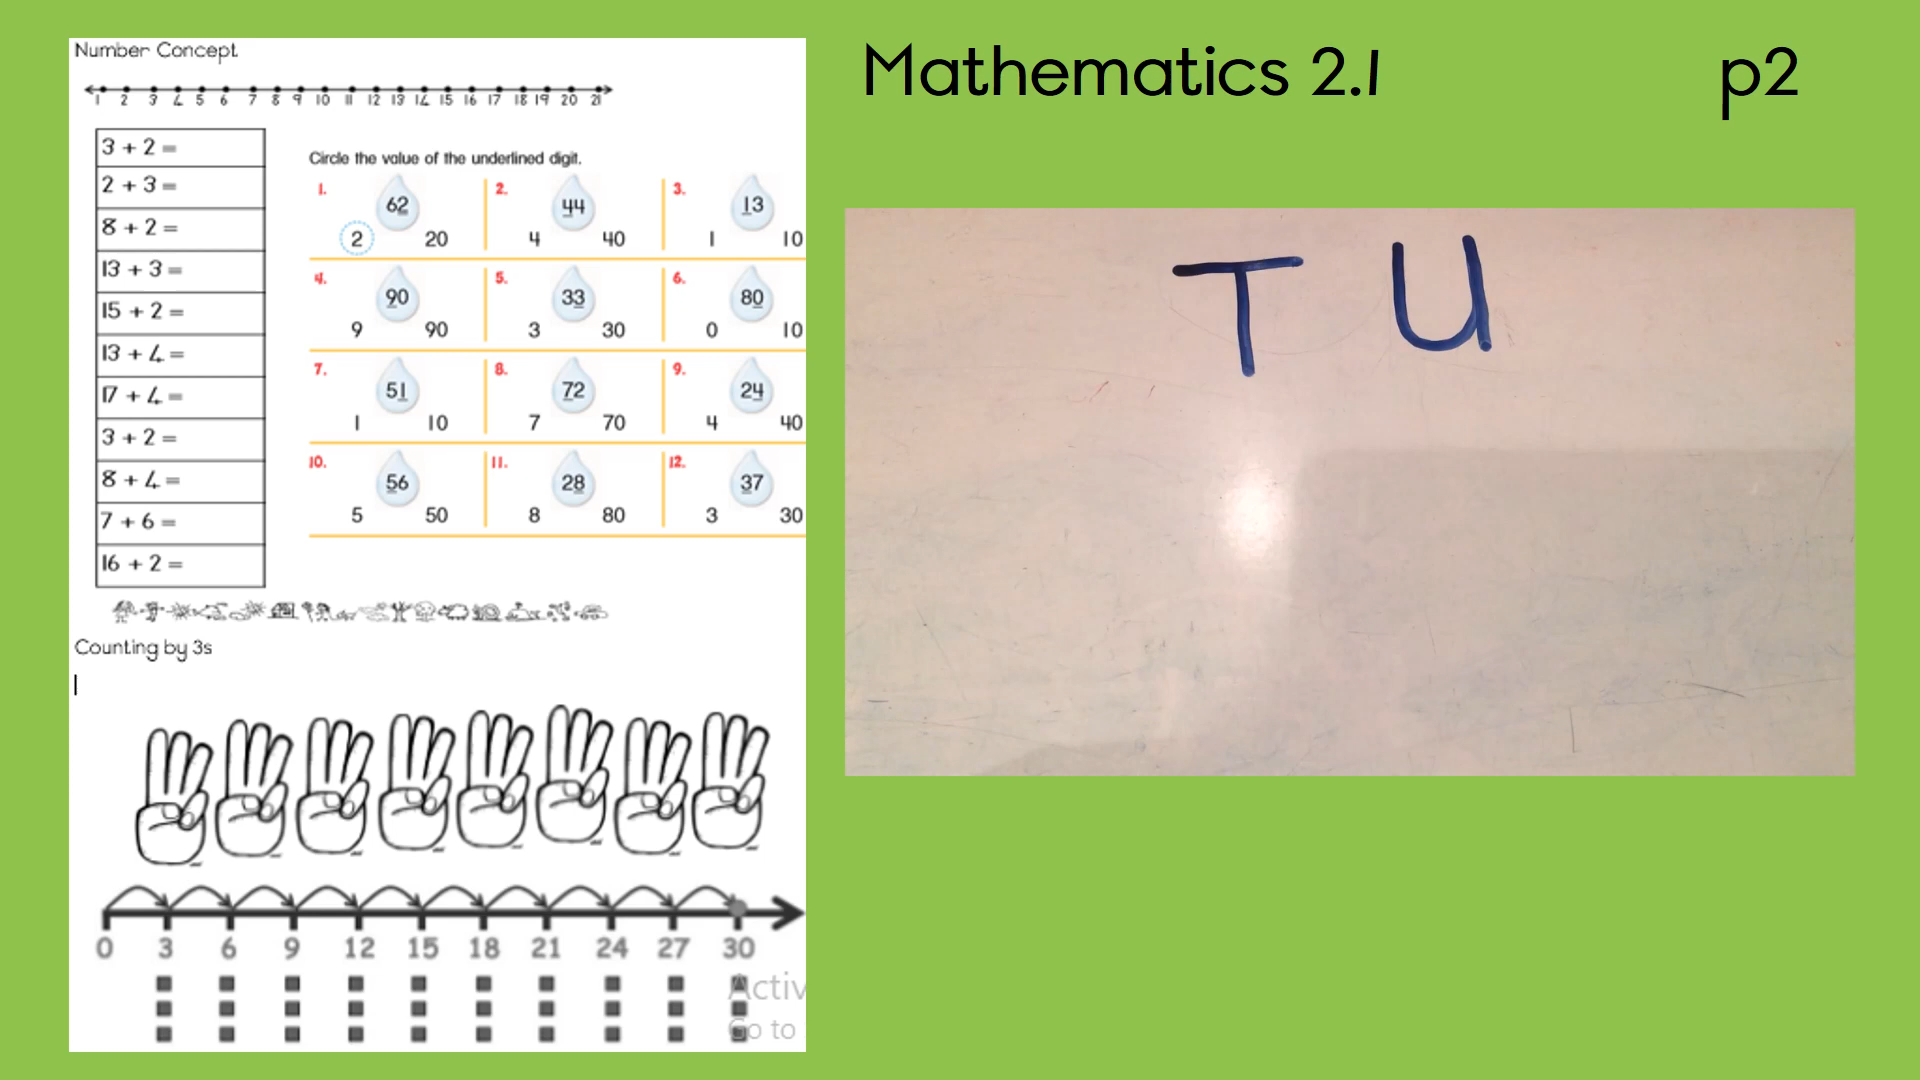 Number Concept
1 2 3 4 5 6 7 8 9 10 11 12 13 14 15 16 17 18 19 20 21
3 + 2 =
2 + 3 =
8 + 2 =
13 + 3 =
15 + 2 =
13 + 4 =
17 + 4 =
3 + 2 =
8 + 4 =
7 + 6 =
16 + 2 =
Circle the value of the underlined digit.
1. 62 2. 44 3. 13
2 20 4 40 1 10
4. 90 5. 33 6. 80
9 90 3 30 0 10
7. 51 8. 72 9. 24
1 10 7 70 4 40
10. 56 11. 28 12. 37
5 50 8 80 3 30
Counting by 3s
0 3 6 9 12 15 18 21 24 27 30
Activ
Go to
Mathematics 2.1 p2
T U